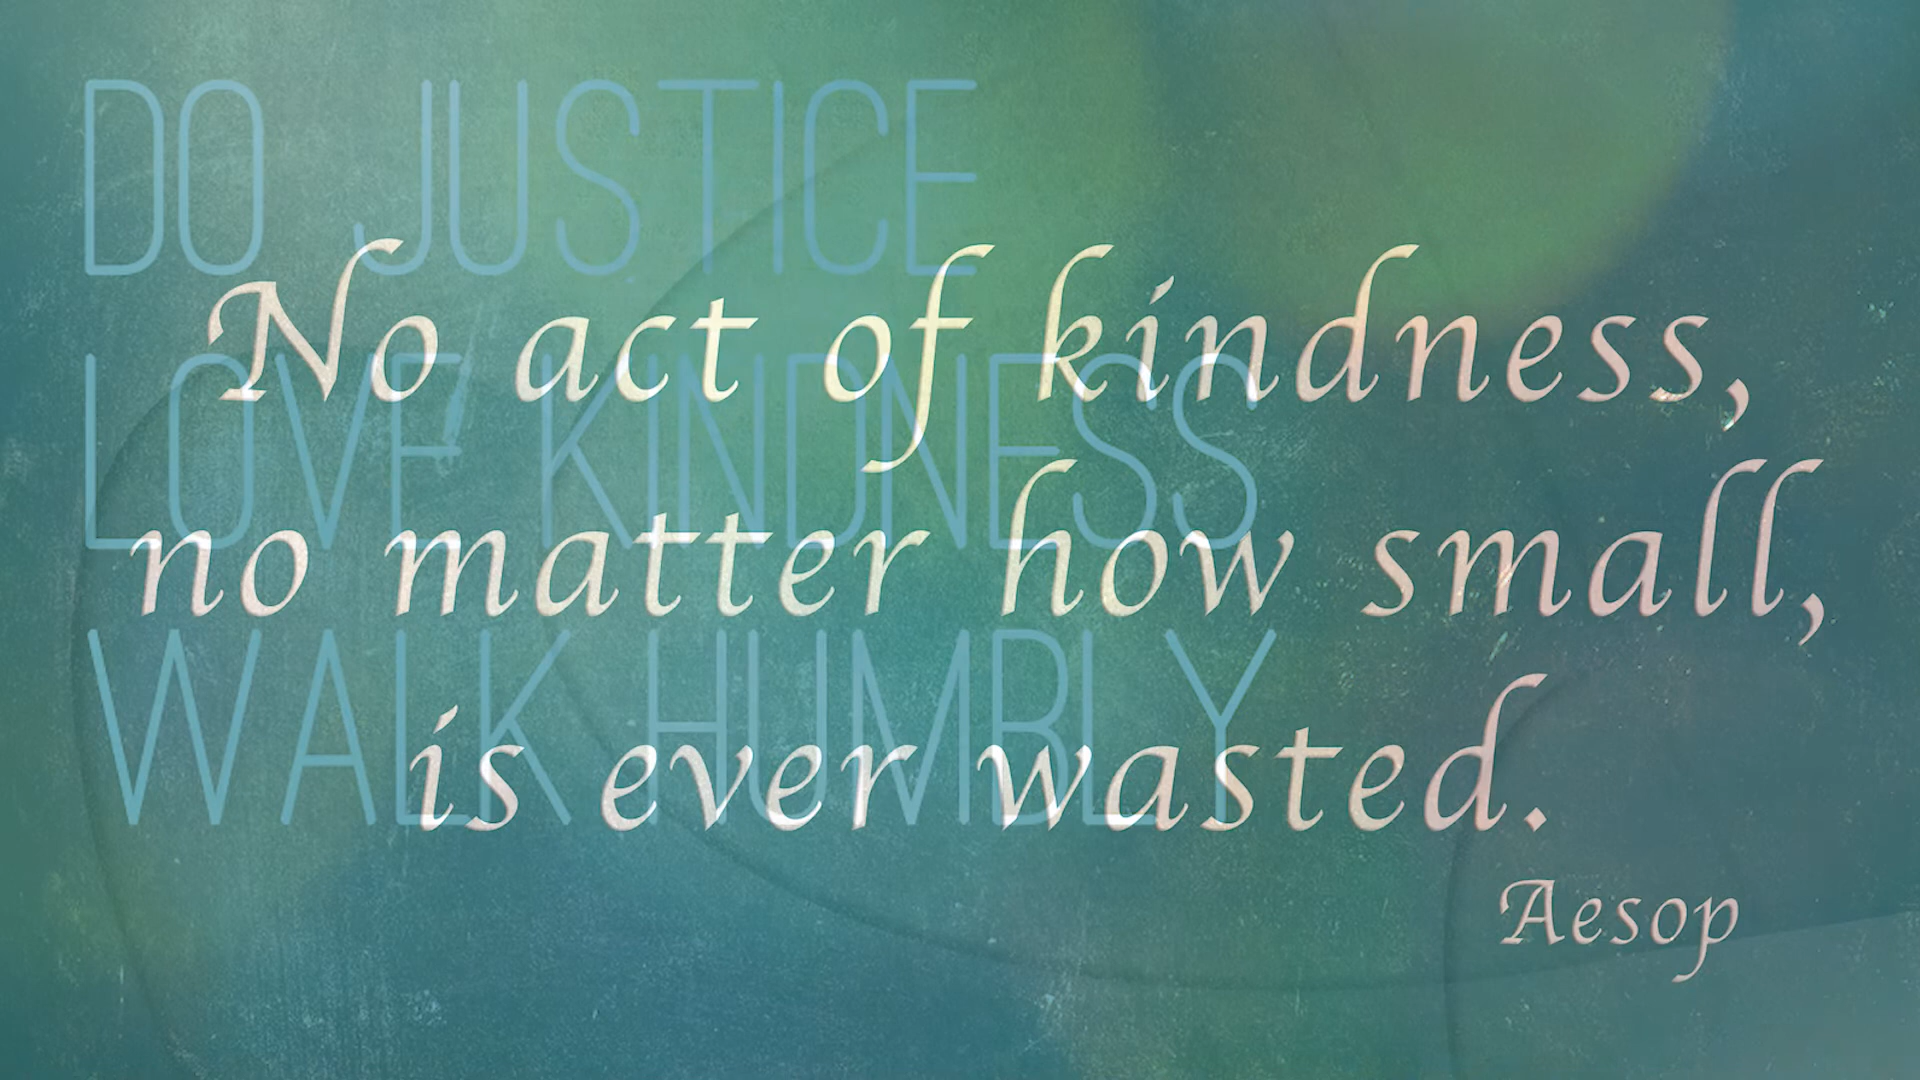 DO JUSTICE
LOVE KINDNESS
WALK HUMBLY
No act of kindness,
no matter how small,
is ever wasted.
Aesop